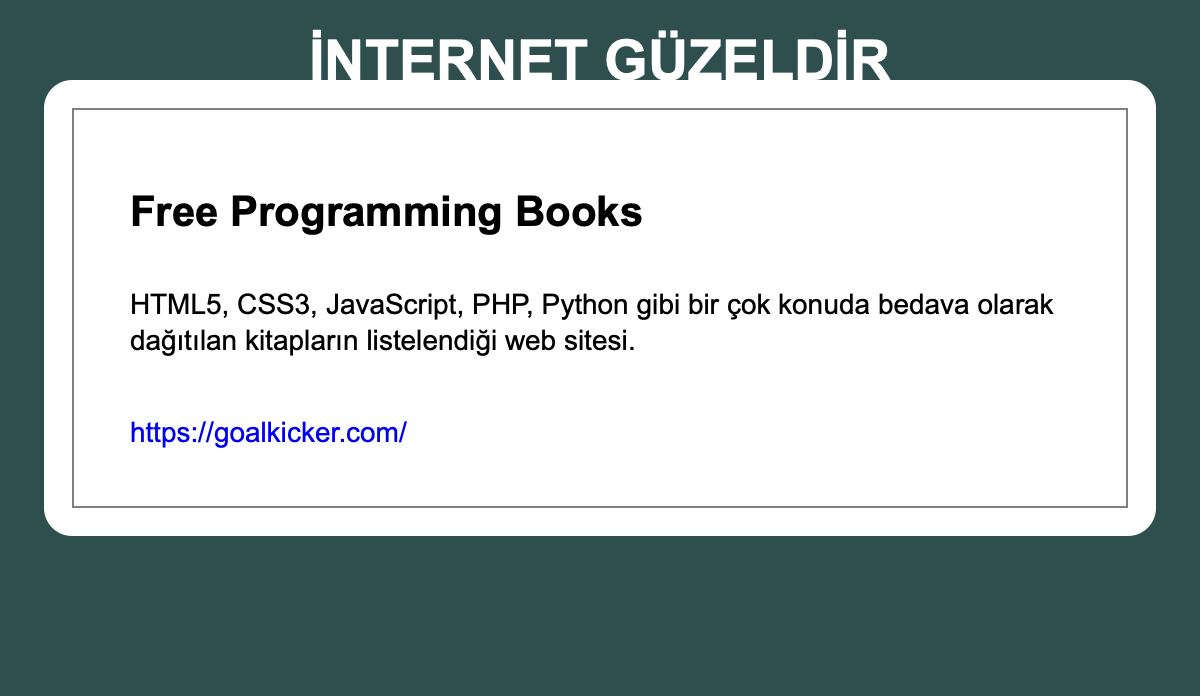 İNTERNET GÜZELDİR
Free Programming Books
HTML5, CSS3, JavaScript, PHP, Python gibi bir çok konuda bedava olarak
dağıtılan kitapların listelendiği web sitesi.
https://goalkicker.com/